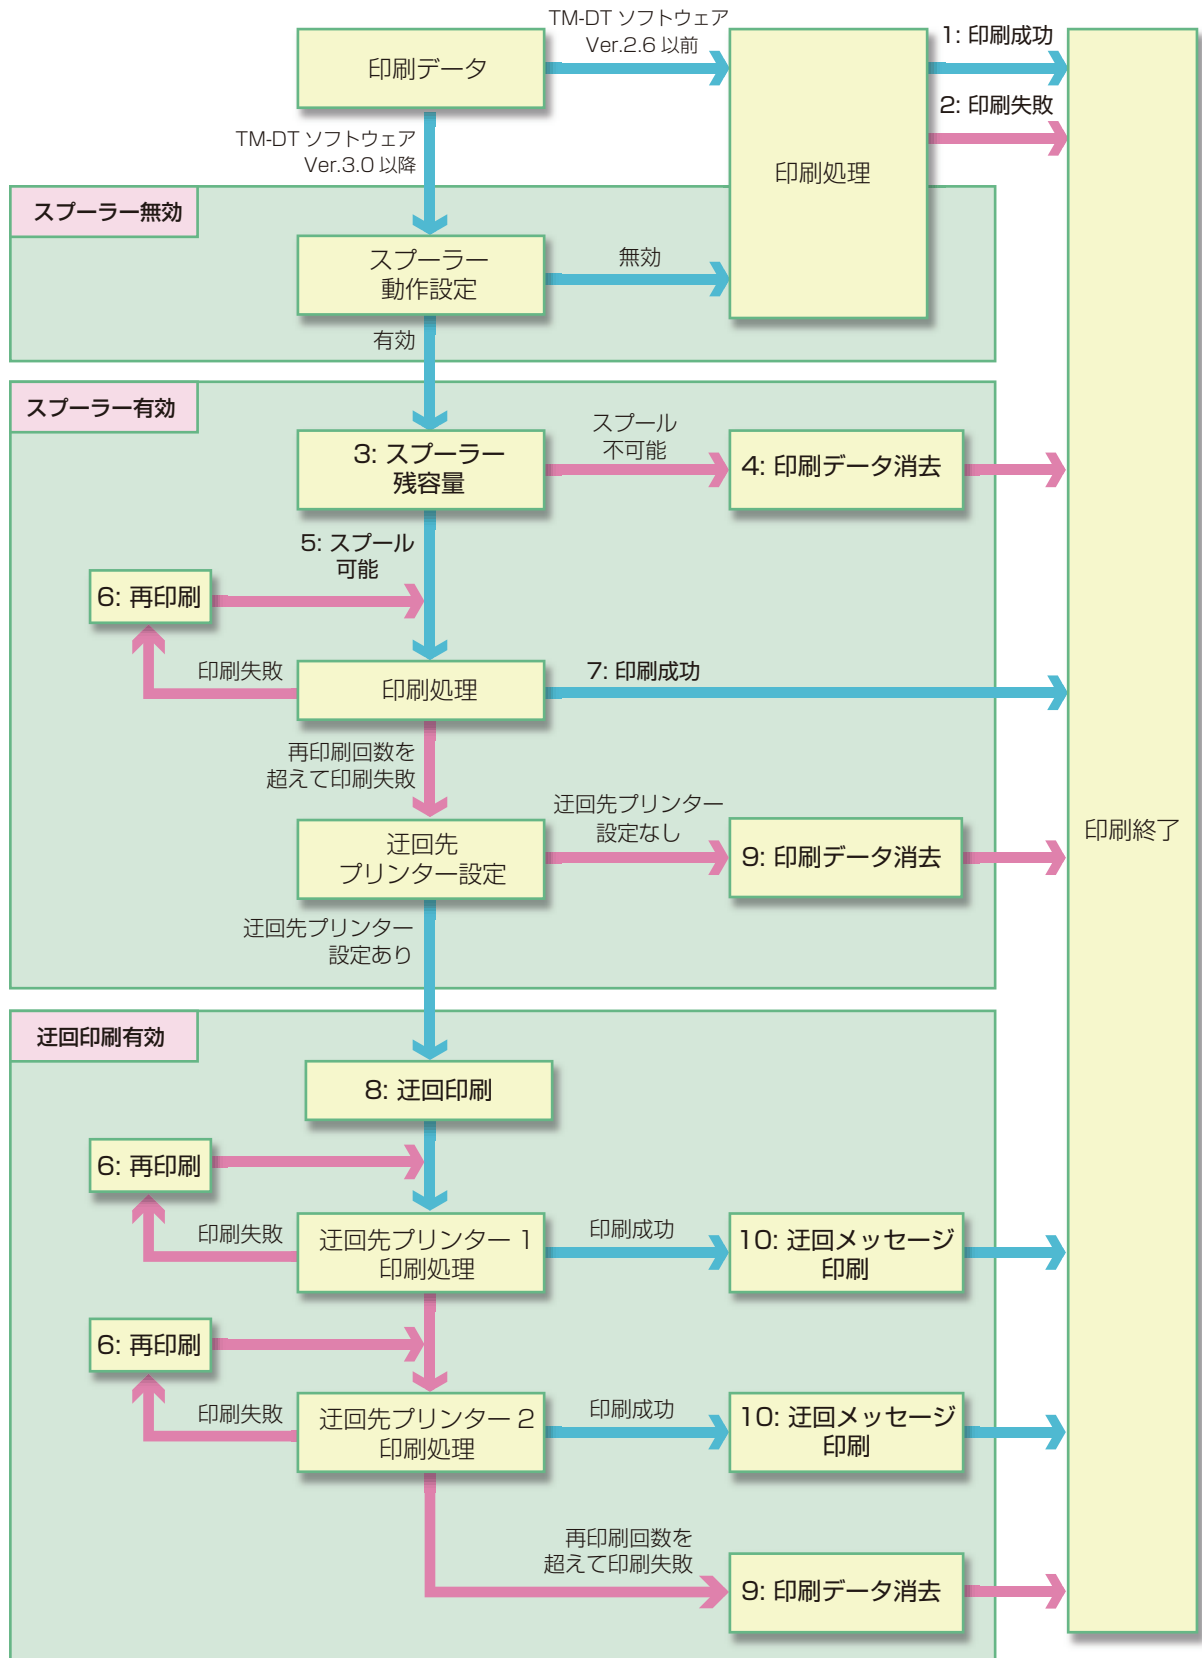 TM-DT ソフトウェア
Ver.2.6 以前
1: 印刷成功
印刷データ
2: 印刷失敗
TM-DT ソフトウェア
Ver.3.0 以降
印刷処理
スプーラー無効
スプーラー
動作設定
無効
有効
スプーラー有効
3: スプーラー
残容量
スプール
不可能
4: 印刷データ消去
5: スプール
可能
6: 再印刷
印刷失敗
印刷処理
7: 印刷成功
再印刷回数を
超えて印刷失敗
迂回先
プリンター設定
迂回先プリンター
設定なし
9: 印刷データ消去
印刷終了
迂回先プリンター
設定あり
迂回印刷有効
8: 迂回印刷
6: 再印刷
印刷失敗
迂回先プリンター 1
印刷処理
印刷成功
10: 迂回メッセージ
印刷
6: 再印刷
印刷失敗
迂回先プリンター 2
印刷処理
印刷成功
10: 迂回メッセージ
印刷
再印刷回数を
超えて印刷失敗
9: 印刷データ消去